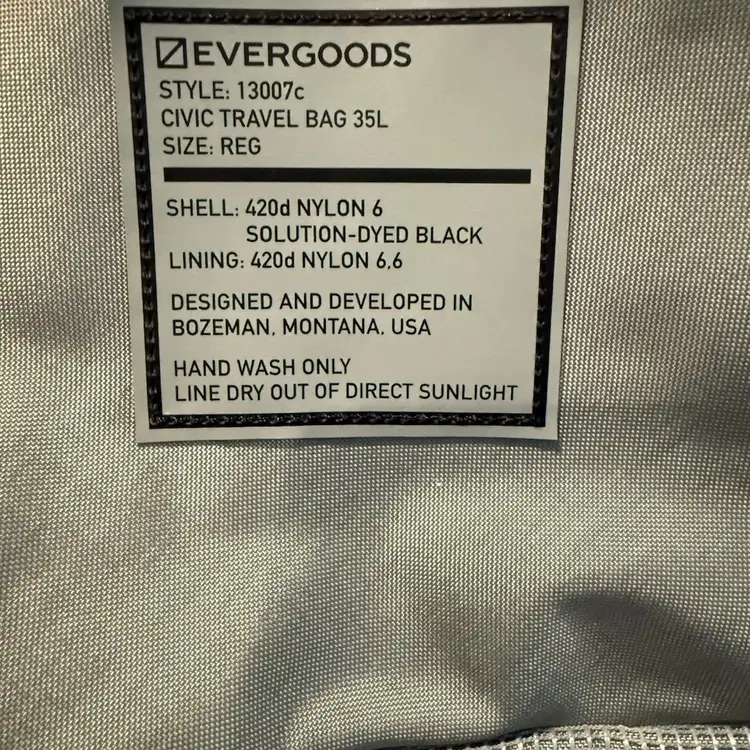 EVERGOODS
STYLE: 13007c
CIVIC TRAVEL BAG 35L
SIZE: REG
SHELL: 420d NYLON 6
SOLUTION-DYED BLACK
LINING: 420d NYLON 6,6
DESIGNED AND DEVELOPED IN
BOZEMAN, MONTANA, USA
HAND WASH ONLY
LINE DRY OUT OF DIRECT SUNLIGHT